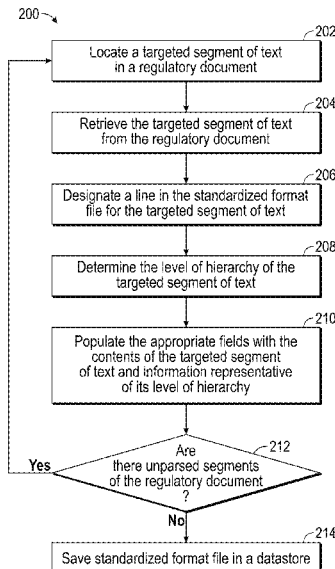 200
202
Locate a targeted segment of text
in a regulatory document
204
Retrieve the targeted segment of text
from the regulatory document
206
Designate a line in the standardized format
file for the targeted segment of text
208
Determine the level of hierarchy of the
targeted segment of text
210
Populate the appropriate fields with the
contents of the targeted segment
of text and information representative
of its level of hierarchy
212
Are
there unparsed segments
of the regulatory document
?
Yes
No
214
Save standardized format file in a datastore